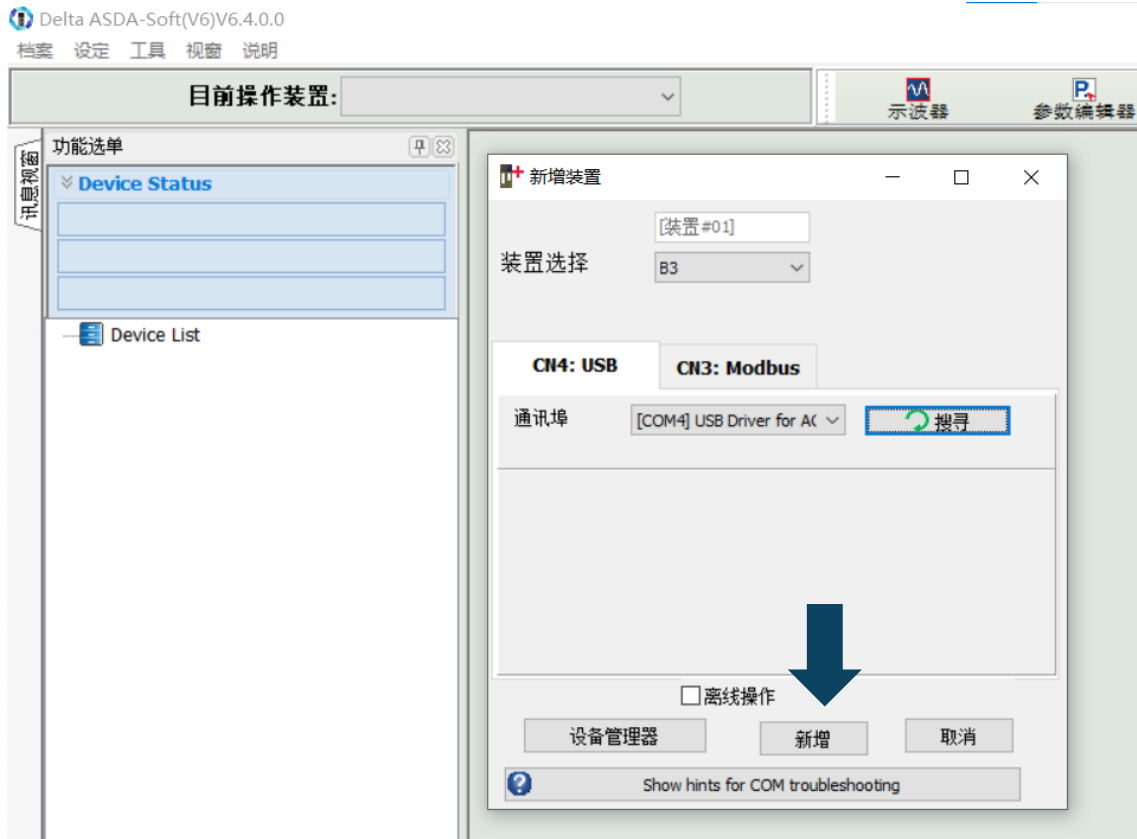 Delta ASDA-Soft(V6)V6.4.0.0
档案 设定 工具 视窗 说明
目前操作装置:
示波器
参数编辑器
讯息视窗
功能选单
Device Status
Device List
新增装置
[装置#01]
装置选择
B3
CN4: USB
CN3: Modbus
通讯埠
[COM4] USB Driver for A(
搜寻
离线操作
设备管理器
新增
取消
Show hints for COM troubleshooting